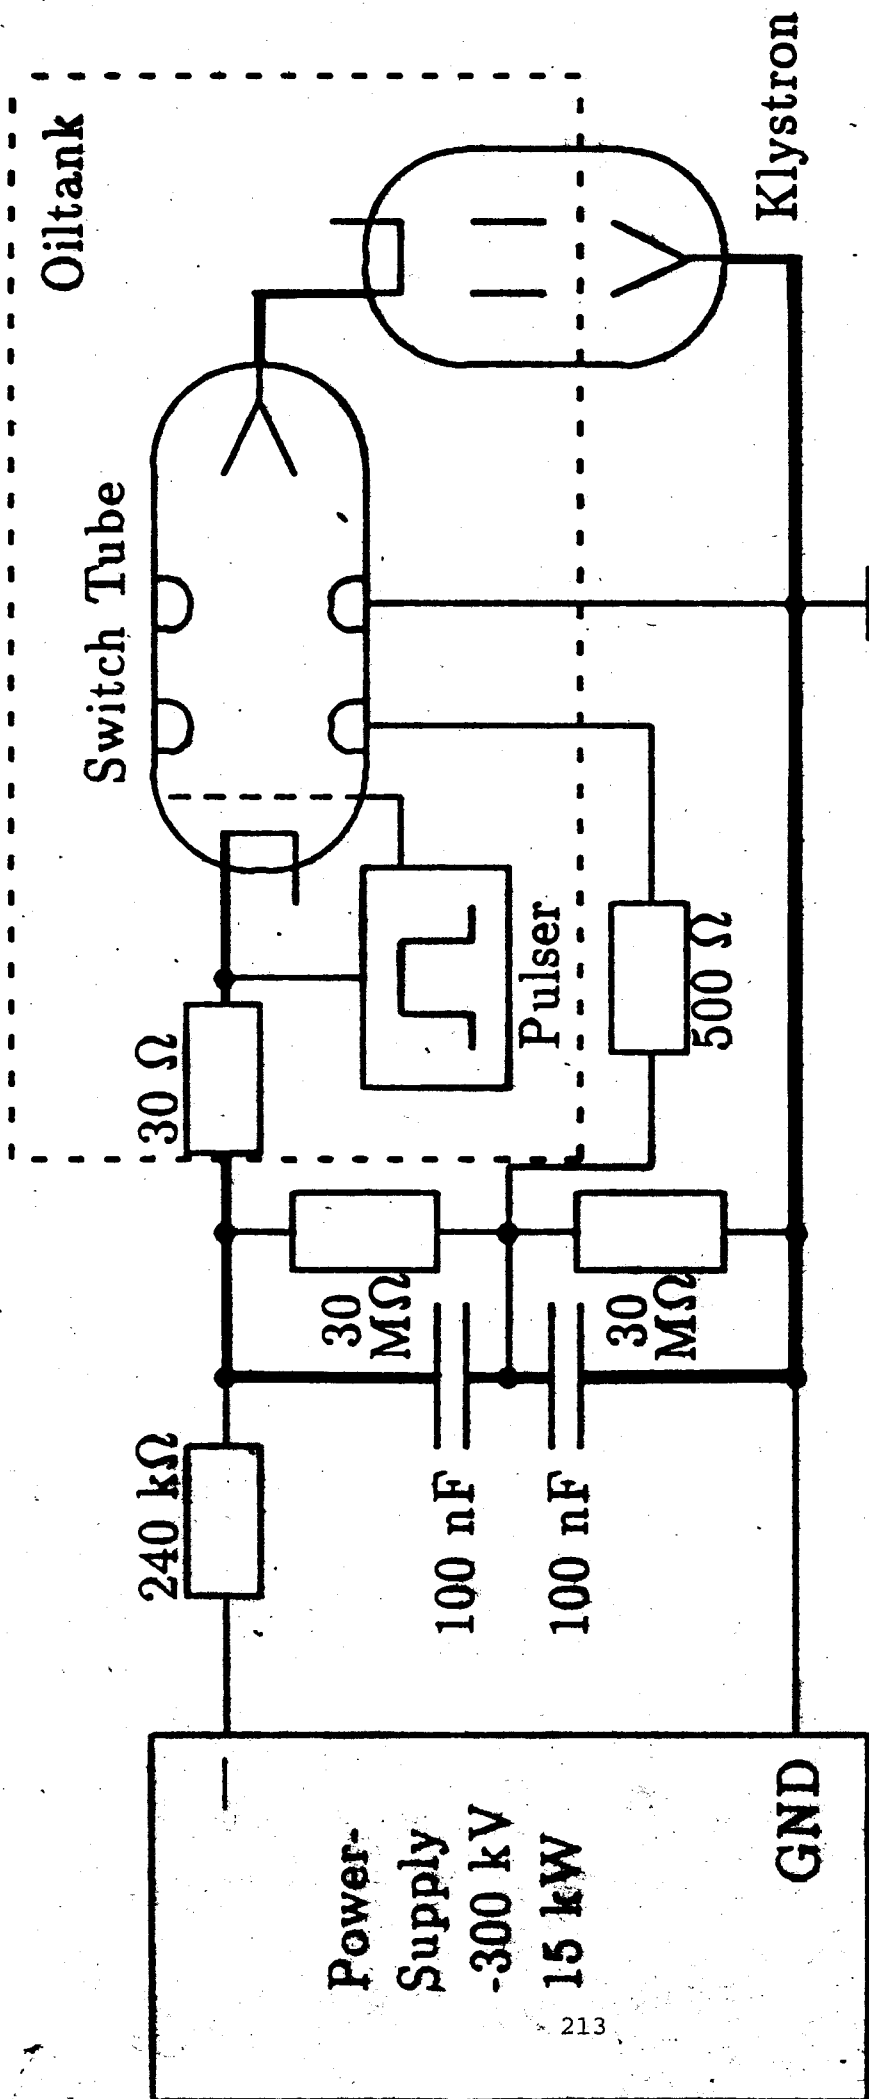 Oiltank
Switch Tube
Klystron
30 Ω
Pulser
500 Ω
30
MΩ
30
MΩ
240 kΩ
100 nF
100 nF
Power-
Supply
-300 kV
15 kW
GND
213